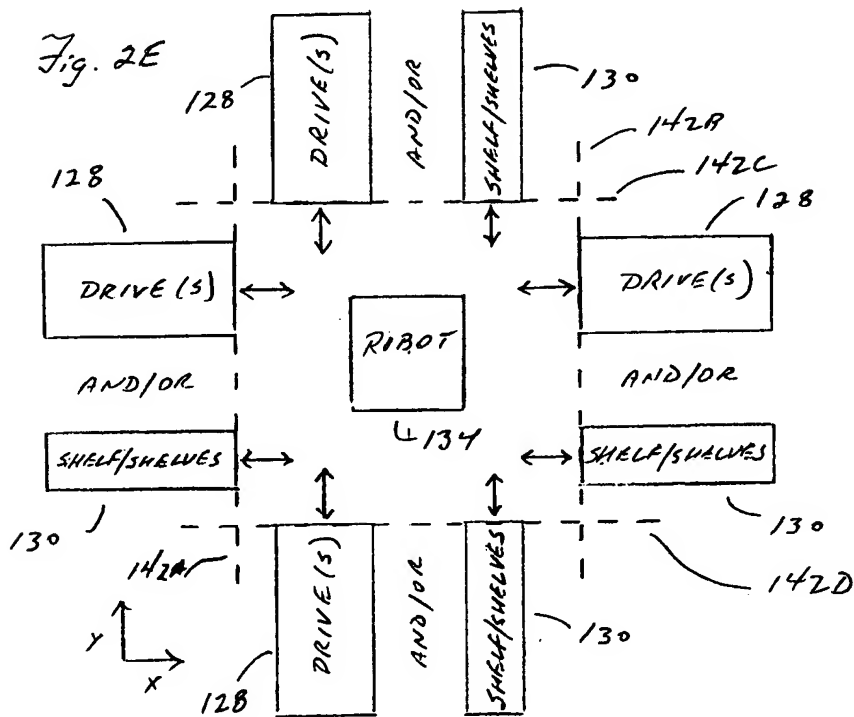 Fig. 2E
128
DRIVE(S)
AND/OR
SHELF/SHELVES
130
142B
142C
128
DRIVE(S)
128
DRIVE(S)
ROBOT
134
AND/OR
AND/OR
SHELF/SHELVES
130
SHELF/SHELVES
130
142A
142D
Y
X
128
DRIVE(S)
AND/OR
SHELF/SHELVES
130